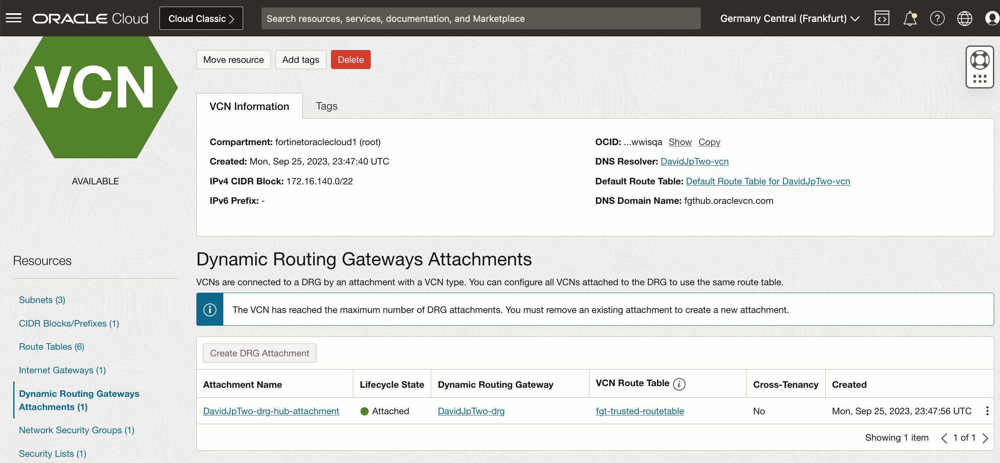 ORACLE Cloud
Cloud Classic
Search resources, services, documentation, and Marketplace
Germany Central (Frankfurt)
VCN
AVAILABLE
Move resource
Add tags
Delete
VCN Information
Tags
Compartment: fortinetoraclecloud1 (root)
Created: Mon, Sep 25, 2023, 23:47:40 UTC
IPv4 CIDR Block: 172.16.140.0/22
IPv6 Prefix: -
OCID: ...wwisqa Show Copy
DNS Resolver: DavidJpTwo-vcn
Default Route Table: Default Route Table for DavidJpTwo-vcn
DNS Domain Name: fgthub.oraclevcn.com
Resources
Subnets (3)
CIDR Blocks/Prefixes (1)
Route Tables (6)
Internet Gateways (1)
Dynamic Routing Gateways
Attachments (1)
Network Security Groups (1)
Security Lists (1)
Dynamic Routing Gateways Attachments
VCNs are connected to a DRG by an attachment with a VCN type. You can configure all VCNs attached to the DRG to use the same route table.
The VCN has reached the maximum number of DRG attachments. You must remove an existing attachment to create a new attachment.
Create DRG Attachment
Attachment Name Lifecycle State Dynamic Routing Gateway VCN Route Table Cross-Tenancy Created
DavidJpTwo-drg-hub-attachment Attached DavidJpTwo-drg fgt-trusted-routetable No Mon, Sep 25, 2023, 23:47:56 UTC
Showing 1 item 1 of 1